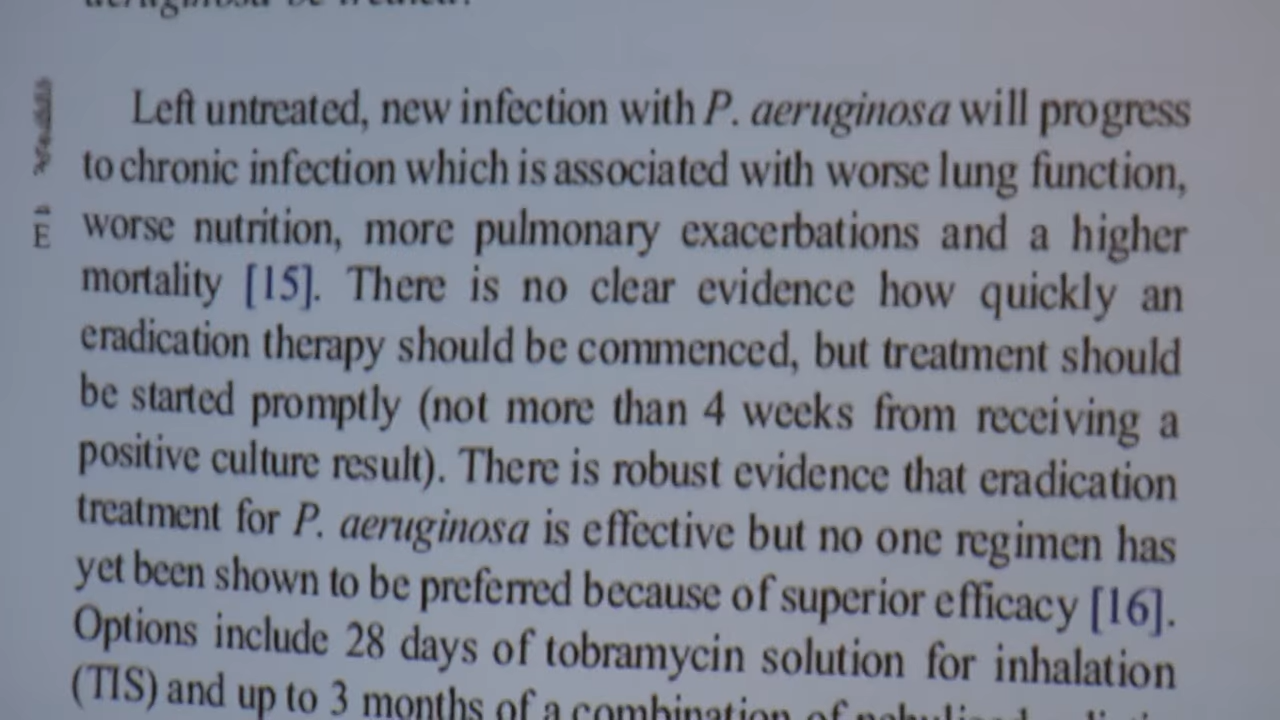 aeruginosa be treated?
Left untreated, new infection with P. aeruginosa will progress
to chronic infection which is associated with worse lung function,
worse nutrition, more pulmonary exacerbations and a higher
mortality [15]. There is no clear evidence how quickly an
eradication therapy should be commenced, but treatment should
be started promptly (not more than 4 weeks from receiving a
positive culture result). There is robust evidence that eradication
treatment for P. aeruginosa is effective but no one regimen has
yet been shown to be preferred because of superior efficacy [16].
Options include 28 days of tobramycin solution for inhalation
(TIS) and up to 3 months of a combination of nebulised
E